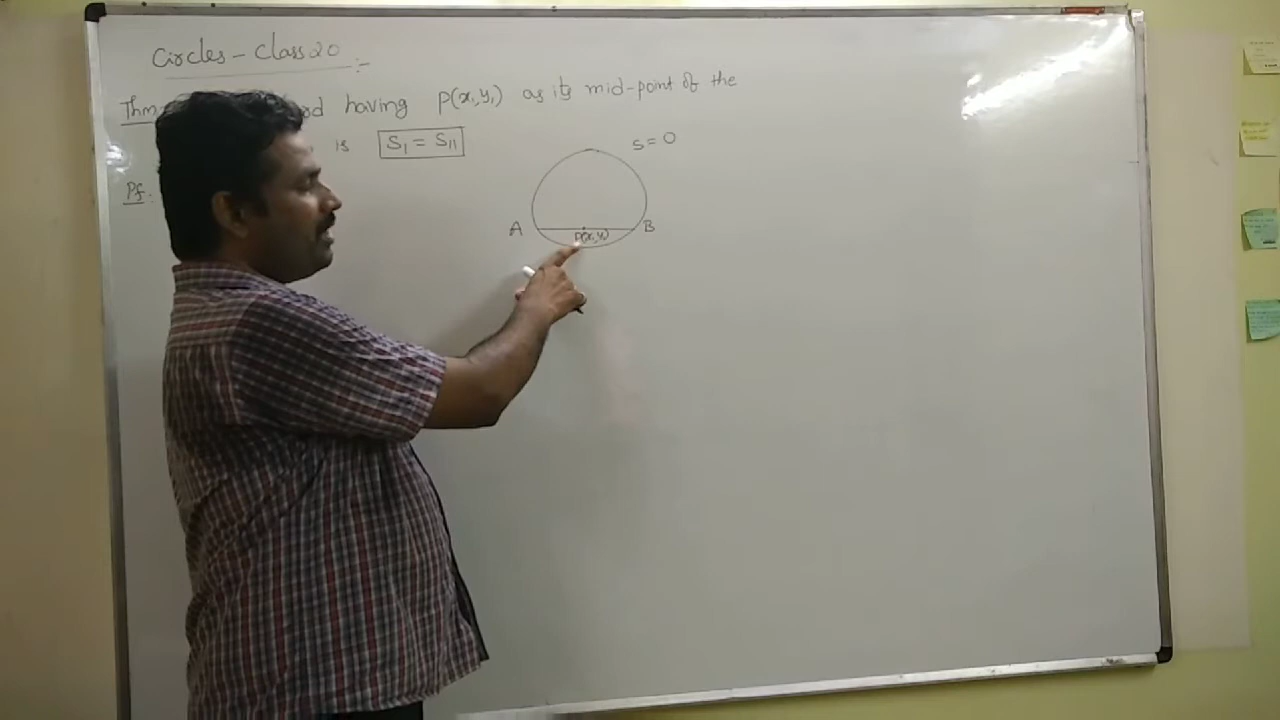 Circles - Class 20 :-
Thm having P(x₁,y₁) as its mid-point of the
is S₁ = S₁₁
S = 0
Pf:
A B
P(x₁,y₁)